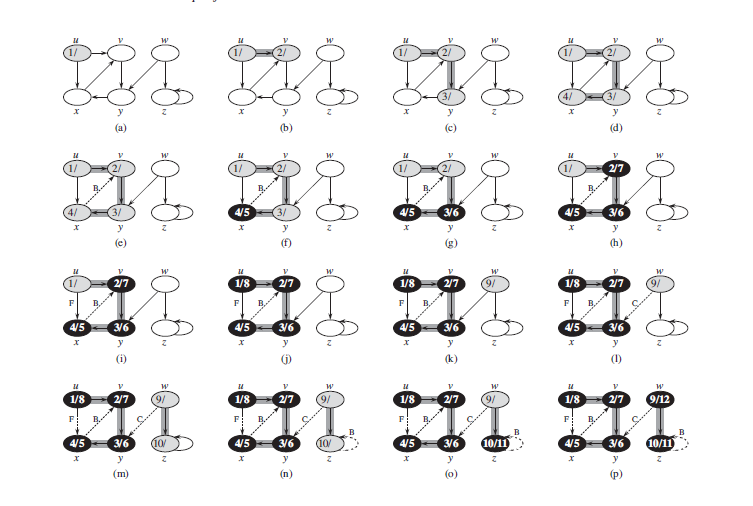 u v w u v w u v w u v w
1/ 1/ 2/ 1/ 2/ 1/ 2/
3/ 4/ 3/
x y z x y z x y z x y z
(a) (b) (c) (d)
u v w u v w u v w u v w
1/ 2/ 1/ 2/ 1/ 2/ 1/ 2/7
B B B B
4/ 3/ 4/5 3/ 4/5 3/6 4/5 3/6
x y z x y z x y z x y z
(e) (f) (g) (h)
u v w u v w u v w u v w
1/ 2/7 1/8 2/7 1/8 2/7 9/ 1/8 2/7 9/
F B F B F B F B C
4/5 3/6 4/5 3/6 4/5 3/6 4/5 3/6
x y z x y z x y z x y z
(i) (j) (k) (l)
u v w u v w u v w u v w
1/8 2/7 9/ 1/8 2/7 9/ 1/8 2/7 9/ 1/8 2/7 9/12
F B C F B C B F B C B F B C B
4/5 3/6 10/ 4/5 3/6 10/ 4/5 3/6 10/11 4/5 3/6 10/11
x y z x y z x y z x y z
(m) (n) (o) (p)